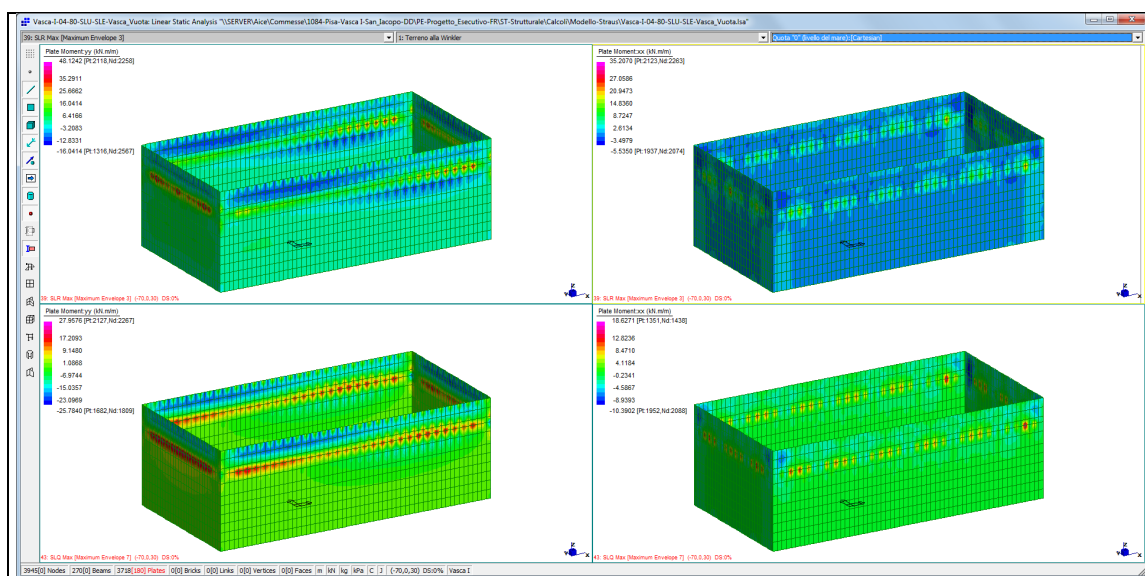 Vasca-I-04-80-SLU-SLE-Vasca_Vuota: Linear Static Analysis "\\SERVER\Aice\Commesse\1084-Pisa-Vasca I-San_Jacopo-DD\PE-Progetto_Esecutivo-FR\ST-Strutturale\Calcoli\Modello-Straus\Vasca-I-04-80-SLU-SLE-Vasca_Vuota.lsa"
39: SLR Max [Maximum Envelope 3]
1: Terreno alla Winkler
Quota "0" (livello del mare):[Cartesian]
Plate Moment:yy (kN.m/m)
48.1242 [Pt:2118,Nd:2258]
35.2911
25.6662
16.0414
6.4166
-3.2083
-12.8331
-16.0414 [Pt:1316,Nd:2567]
39: SLR Max [Maximum Envelope 3] (-70,0,30) DS:0%
Z
Y
X
Plate Moment:xx (kN.m/m)
35.2070 [Pt:2123,Nd:2263]
27.0586
20.9473
14.8360
8.7247
2.6134
-3.4979
-5.5350 [Pt:1937,Nd:2074]
39: SLR Max [Maximum Envelope 3] (-70,0,30) DS:0%
Z
Y
X
Plate Moment:yy (kN.m/m)
27.9576 [Pt:2127,Nd:2267]
17.2093
9.1480
1.0868
-6.9744
-15.0357
-23.0969
-25.7840 [Pt:1682,Nd:1809]
43: SLQ Max [Maximum Envelope 7] (-70,0,30) DS:0%
Z
Y
X
Plate Moment:xx (kN.m/m)
18.6271 [Pt:1351,Nd:1438]
12.8236
8.4710
4.1184
-0.2341
-4.5867
-8.9393
-10.3902 [Pt:1952,Nd:2088]
43: SLQ Max [Maximum Envelope 7] (-70,0,30) DS:0%
Z
Y
X
3945[0] Nodes 270[0] Beams 3718[180] Plates 0[0] Bricks 0[0] Links 0[0] Vertices 0[0] Faces m kN kg kPa C J (-70,0,30) DS:0% Vasca I